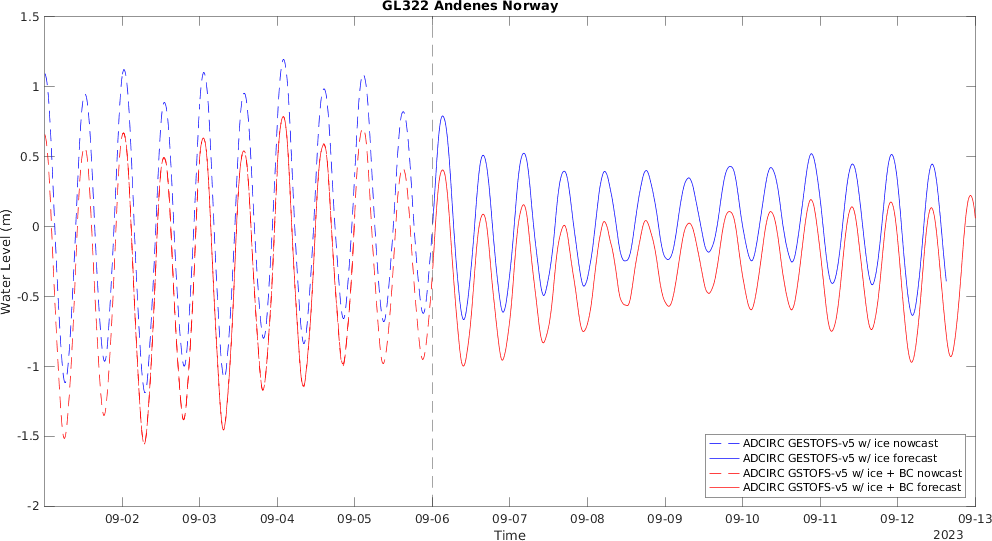 GL322 Andenes Norway
1.5
1
0.5
0
-0.5
-1
-1.5
-2
Water Level (m)
ADCIRC GESTOFS-v5 w/ ice nowcast
ADCIRC GESTOFS-v5 w/ ice forecast
ADCIRC GSTOFS-v5 w/ ice + BC nowcast
ADCIRC GSTOFS-v5 w/ ice + BC forecast
09-02 09-03 09-04 09-05 09-06 09-07 09-08 09-09 09-10 09-11 09-12 09-13
Time
2023